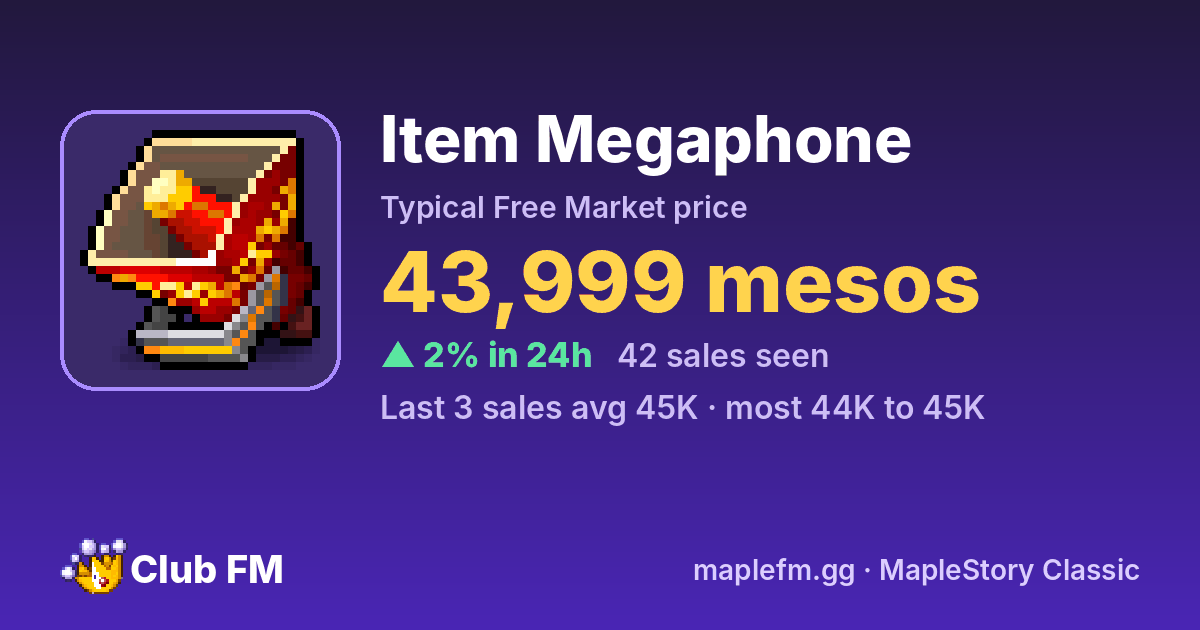 Item Megaphone
Typical Free Market price
43,999 mesos
▲ 2% in 24h 42 sales seen
Last 3 sales avg 45K · most 44K to 45K
Club FM
maplefm.gg · MapleStory Classic